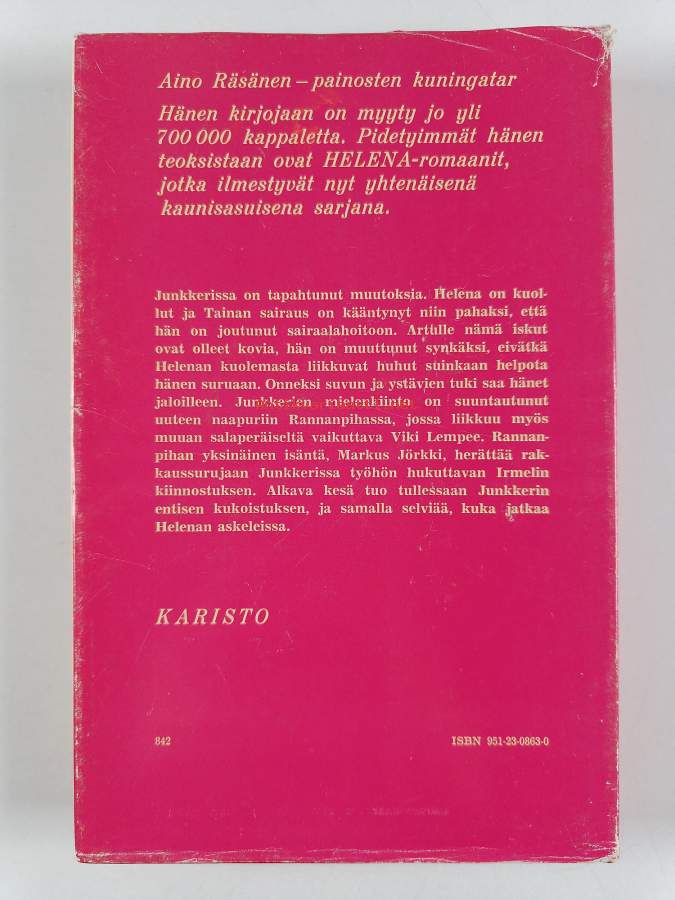 Aino Räsänen – painosten kuningatar
Hänen kirjojaan on myyty jo yli
700 000 kappaletta. Pidetyimmät hänen
teoksistaan ovat HELENA-romaanit,
jotka ilmestyvät nyt yhtenäisenä
kaunisasuisena sarjana.
Junkkerissa on tapahtunut muutoksia. Helena on kuol-
lut ja Tainan sairaus on kääntynyt niin pahaksi, että
hän on joutunut sairaalahoitoon. Artulle nämä iskut
ovat olleet kovia, hän on muuttunut synkäksi, eivätkä
Helenan kuolemasta liikkuvat huhut suinkaan helpota
hänen suruaan. Onneksi suvun ja ystävien tuki saa hänet
jaloilleen. Junkkerien mielenkiinto on suuntautunut
uuteen naapuriin Rannanpihassa, jossa liikkuu myös
muuan salaperäiseltä vaikuttava Viki Lempee. Rannan-
pihan yksinäinen isäntä, Markus Jörkki, herättää rak-
kaussurujaan Junkkerissa työhön hukuttavan Irmelin
kiinnostuksen. Alkava kesä tuo tullessaan Junkkerin
entisen kukoistuksen, ja samalla selviää, kuka jatkaa
Helenan askeleissa.
KARISTO
842
ISBN 951-23-0863-0